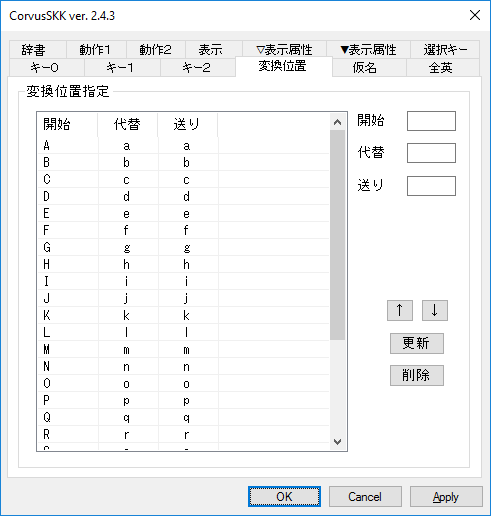 CorvusSKK ver. 2.4.3
辞書 動作1 動作2 表示 ▽表示属性 ▼表示属性 選択キー
キー0 キー1 キー2 変換位置 仮名 全英
変換位置指定
開始 代替 送り
A a a
B b b
C c c
D d d
E e e
F f f
G g g
H h h
I i i
J j j
K k k
L l l
M m m
N n n
O o o
P p p
Q q q
R r r
開始
代替
送り
↑ ↓
更新
削除
OK Cancel Apply